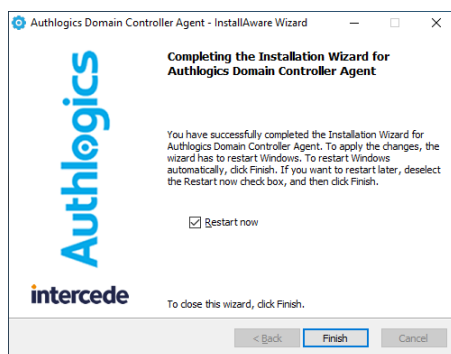 Authlogics Domain Controller Agent - InstallAware Wizard
Authlogics
Completing the Installation Wizard for
Authlogics Domain Controller Agent
You have successfully completed the Installation Wizard for
Authlogics Domain Controller Agent. To apply the changes, the
wizard has to restart Windows. To restart Windows
automatically, click Finish. If you want to restart later, deselect
the Restart now check box, and then click Finish.
Restart now
intercede
To close this wizard, click Finish.
< Back
Finish
Cancel